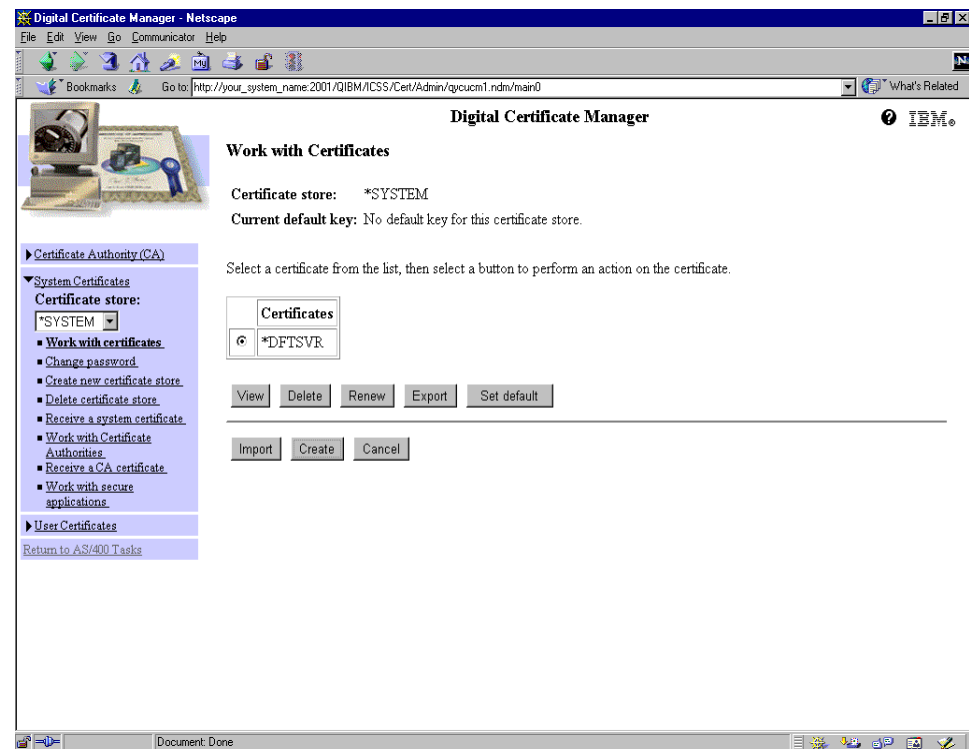 Digital Certificate Manager - Netscape
File Edit View Go Communicator Help
My
N
Bookmarks Go to: http://your_system_name:2001/QIBM/ICSS/Cert/Admin/qycucm1.ndm/main0 What's Related
Digital Certificate Manager
? IBM®
Work with Certificates
Certificate store: *SYSTEM
Current default key: No default key for this certificate store.
Certificate Authority (CA)
System Certificates
Certificate store:
*SYSTEM
Work with certificates
Change password
Create new certificate store
Delete certificate store
Receive a system certificate
Work with Certificate
Authorities
Receive a CA certificate
Work with secure
applications
User Certificates
Return to AS/400 Tasks
Select a certificate from the list, then select a button to perform an action on the certificate.
Certificates
*DFTSVR
View Delete Renew Export Set default
Import Create Cancel
Document: Done